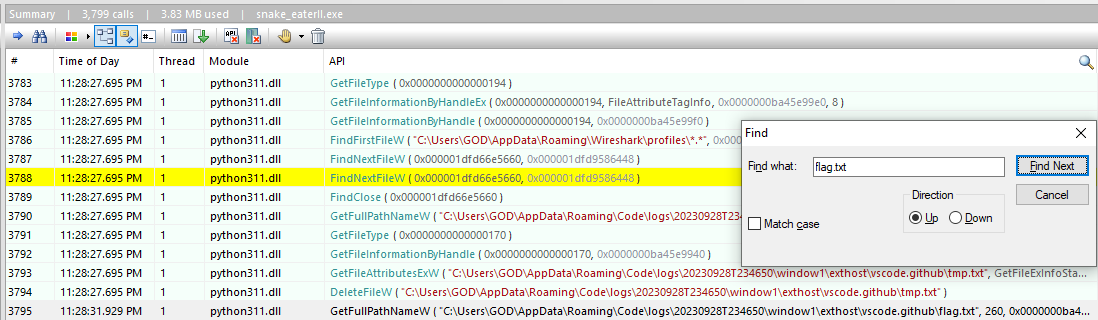 Summary | 3,799 calls | 3.83 MB used | snake_eaterII.exe
# Time of Day Thread Module API
3783 11:28:27.695 PM 1 python311.dll GetFileType ( 0x0000000000000194 )
3784 11:28:27.695 PM 1 python311.dll GetFileInformationByHandleEx ( 0x0000000000000194, FileAttributeTagInfo, 0x0000000ba45e99e0, 8 )
3785 11:28:27.695 PM 1 python311.dll GetFileInformationByHandle ( 0x0000000000000194, 0x0000000ba45e99f0 )
3786 11:28:27.695 PM 1 python311.dll FindFirstFileW ( "C:\Users\GOD\AppData\Roaming\Wireshark\profiles\*.*", 0x
3787 11:28:27.695 PM 1 python311.dll FindNextFileW ( 0x000001dfd66e5660, 0x000001dfd9586448 )
3788 11:28:27.695 PM 1 python311.dll FindNextFileW ( 0x000001dfd66e5660, 0x000001dfd9586448 )
3789 11:28:27.695 PM 1 python311.dll FindClose ( 0x000001dfd66e5660 )
3790 11:28:27.695 PM 1 python311.dll GetFullPathNameW ( "C:\Users\GOD\AppData\Roaming\Code\logs\20230928T
3791 11:28:27.695 PM 1 python311.dll GetFileType ( 0x0000000000000170 )
3792 11:28:27.695 PM 1 python311.dll GetFileInformationByHandle ( 0x0000000000000170, 0x0000000ba45e9940 )
3793 11:28:27.695 PM 1 python311.dll GetFileAttributesExW ( "C:\Users\GOD\AppData\Roaming\Code\logs\20230928T234650\window1\exthost\vscode.github\tmp.txt", GetFileExInfoSta...
3794 11:28:27.695 PM 1 python311.dll DeleteFileW ( "C:\Users\GOD\AppData\Roaming\Code\logs\20230928T234650\window1\exthost\vscode.github\tmp.txt" )
3795 11:28:31.929 PM 1 python311.dll GetFullPathNameW ( "C:\Users\GOD\AppData\Roaming\Code\logs\20230928T234650\window1\exthost\vscode.github\flag.txt", 260, 0x0000000ba4...
Find
Find what: flag.txt Find Next
Cancel
Direction
Match case Up Down